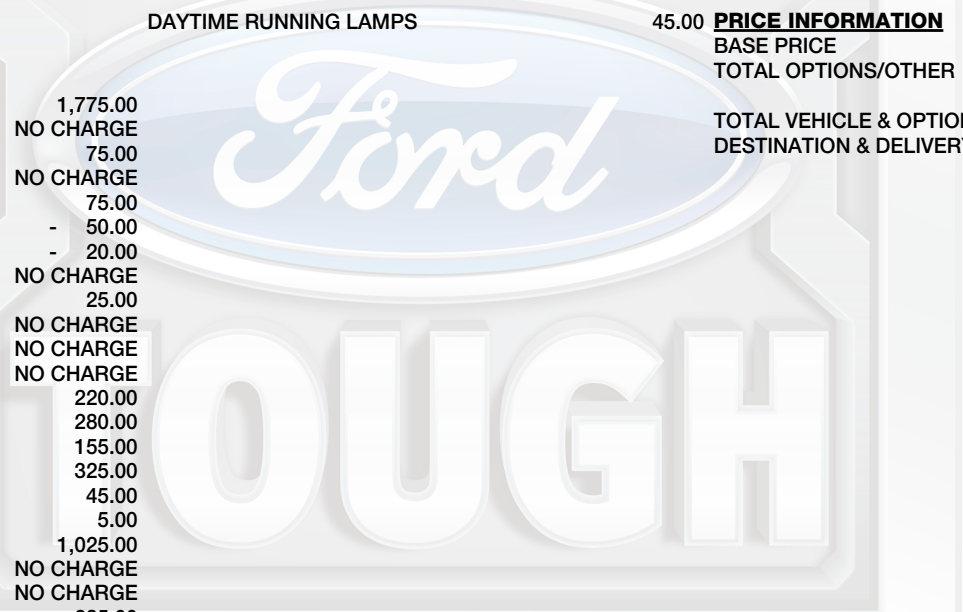 DAYTIME RUNNING LAMPS 45.00
PRICE INFORMATION
BASE PRICE
TOTAL OPTIONS/OTHER
TOTAL VEHICLE &
DESTINATION &
1,775.00
NO CHARGE
75.00
NO CHARGE
75.00
- 50.00
- 20.00
NO CHARGE
25.00
NO CHARGE
NO CHARGE
NO CHARGE
220.00
280.00
155.00
325.00
45.00
5.00
1,025.00
NO CHARGE
NO CHARGE
Ford
TOUGH